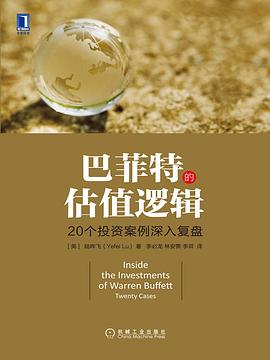 巴菲特的
估值逻辑
20个投资案例深入复盘
[美] 陆晔飞(Yefei Lu)著 李必龙 林安霁 李羿 译
Inside
the Investments
of Warren Buffett
Twenty Cases
机械工业出版社
China Machine Press